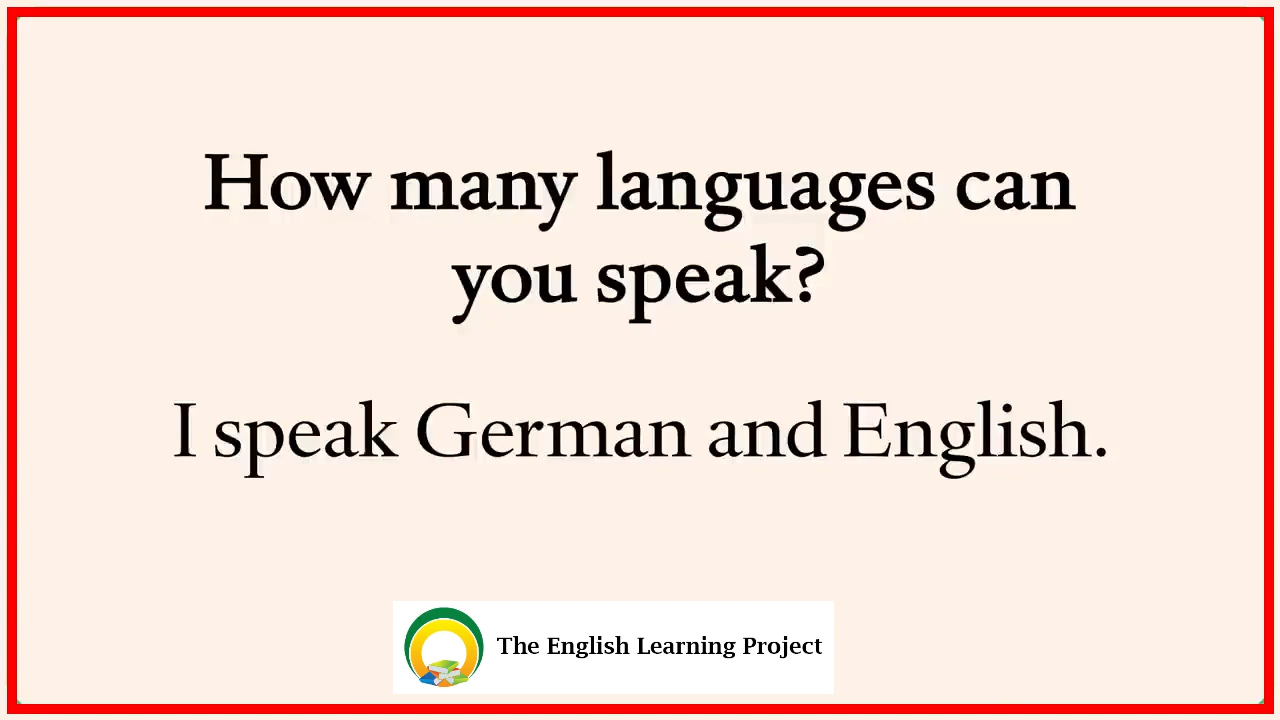 How many languages can
you speak?
I speak German and English.
The English Learning Project